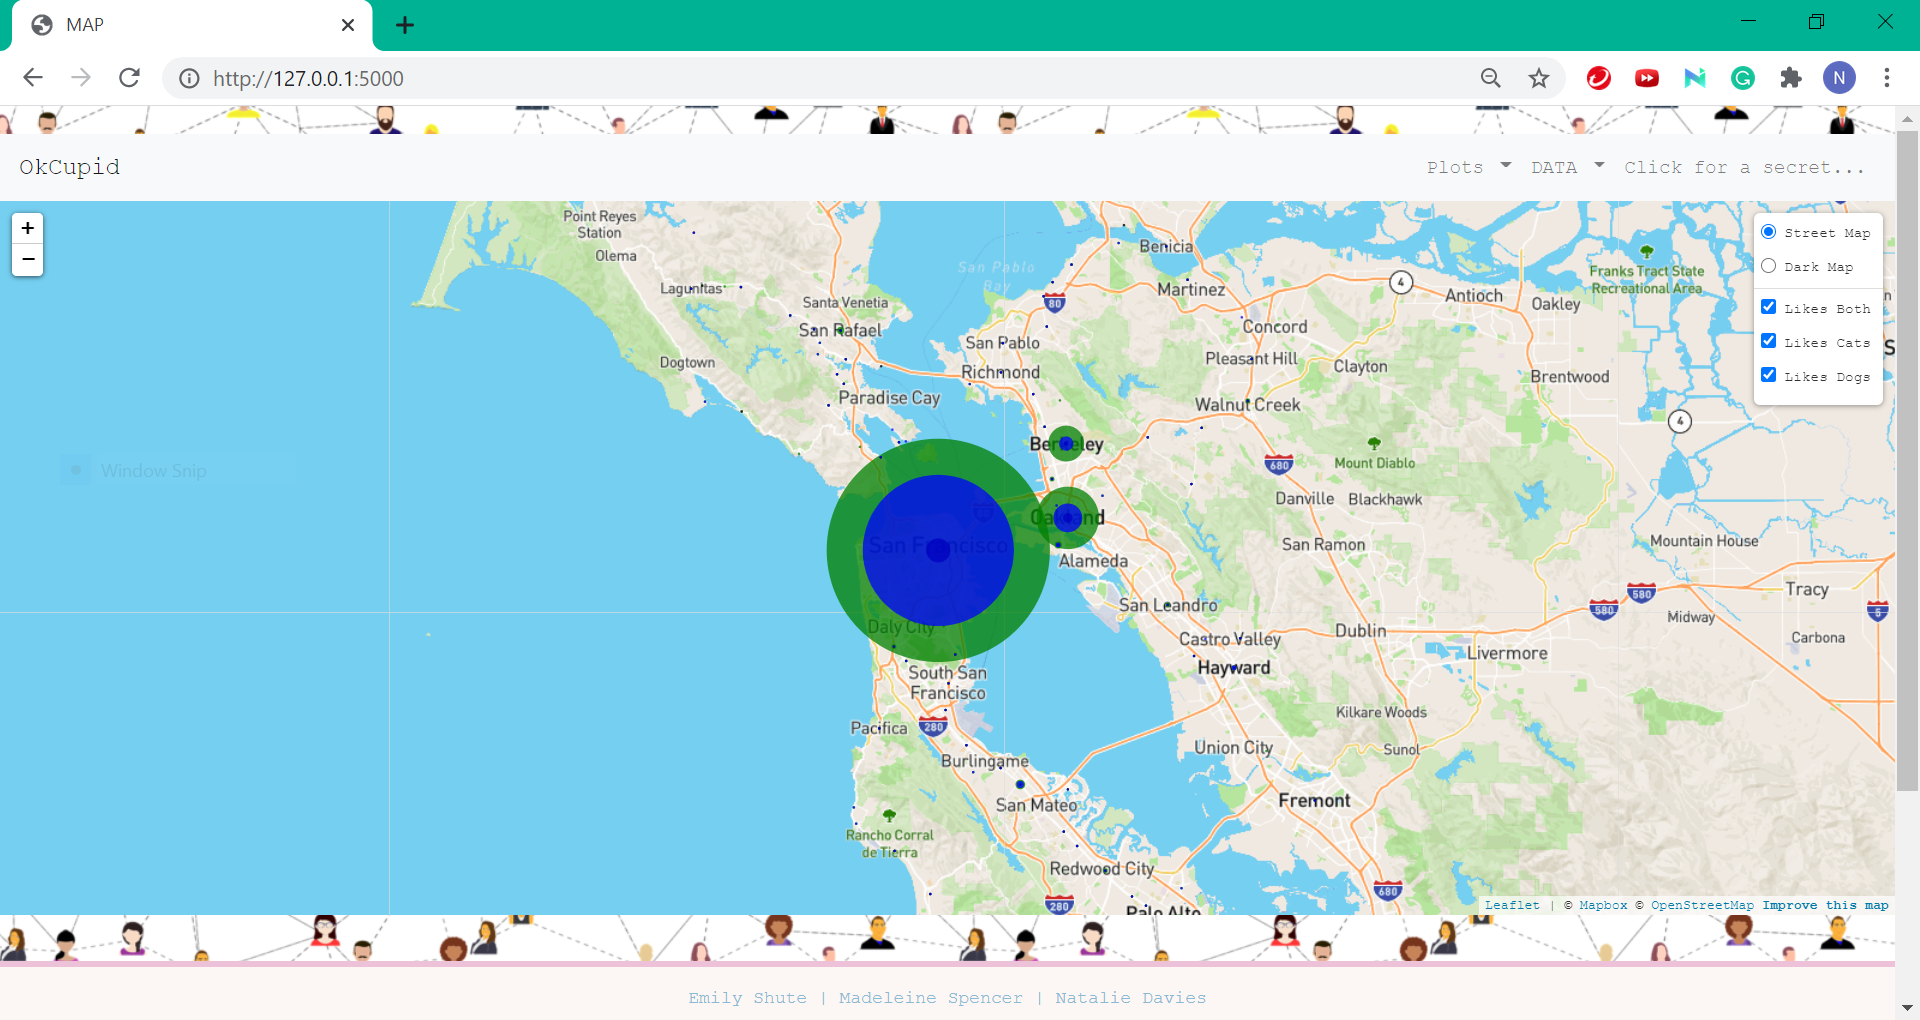 MAP
http://127.0.0.1:5000
N
OkCupid
Plots
DATA
Click for a secret...
+
−
Street Map
Dark Map
Likes Both
Likes Cats
Likes Dogs
Point Reyes
Station
Olema
Lagunitas
Santa Venetia
San Rafael
Dogtown
Paradise Cay
San Pablo
Bay
Benicia
Martinez
80
4
Antioch
Oakley
Franks Tract State
Recreational Area
San Pablo
Richmond
Concord
Pleasant Hill
Clayton
Brentwood
Walnut Creek
4
Berkeley
680
Mount Diablo
Window Snip
Danville
Blackhawk
Oakland
San Francisco
San Ramon
Mountain House
Alameda
580
580
Tracy
5
San Leandro
Midway
Daly City
Castro Valley
Dublin
Livermore
Carbona
Hayward
South San
Francisco
Pacifica
280
Kilkare Woods
Union City
Sunol
Burlingame
San Mateo
Fremont
Rancho Corral
de Tierra
Redwood City
280
680
Palo Alto
Leaflet | © Mapbox © OpenStreetMap Improve this map
Emily Shute | Madeleine Spencer | Natalie Davies